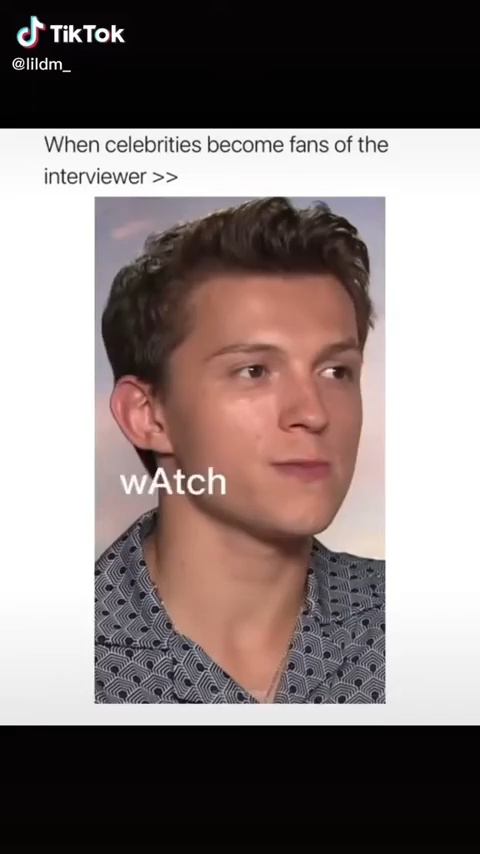 TikTok
@lildm_
When celebrities become fans of the
interviewer >>
wAtch